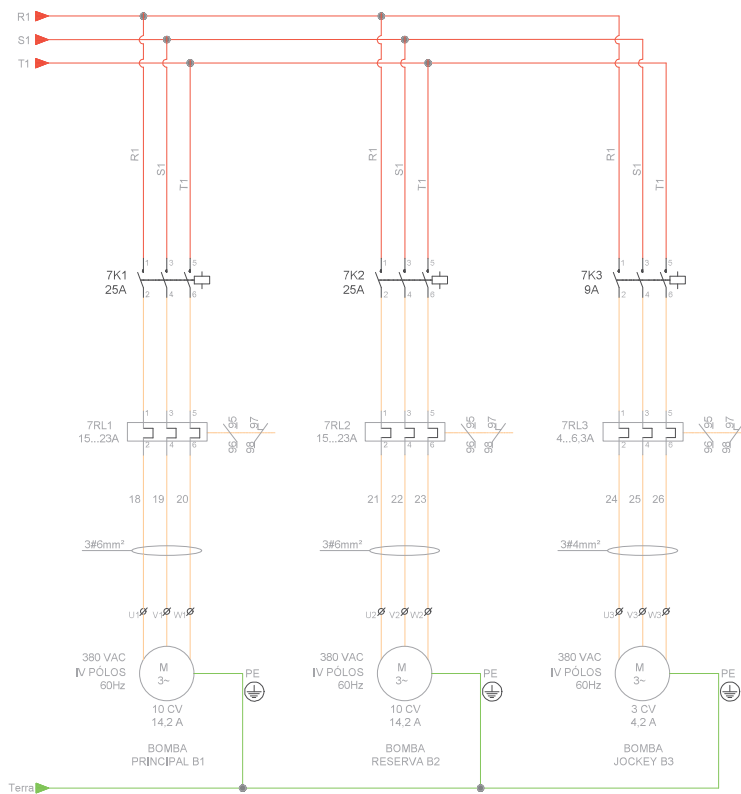 R1
S1
T1
R1
S1
T1
R1
S1
T1
R1
S1
T1
1 3 5
7K1
25A
2 4 6
1 3 5
7K2
25A
2 4 6
1 3 5
7K3
9A
2 4 6
1 3 5
7RL1
15...23A
2 4 6
95 97
96 98
1 3 5
7RL2
15...23A
2 4 6
95 97
96 98
1 3 5
7RL3
4...6,3A
2 4 6
95 97
96 98
18 19 20
21 22 23
24 25 26
3#6mm²
3#6mm²
3#4mm²
U1 V1 W1
U2 V2 W2
U3 V3 W3
380 VAC
IV PÓLOS
60Hz
M
3~
PE
10 CV
14,2 A
BOMBA
PRINCIPAL B1
380 VAC
IV PÓLOS
60Hz
M
3~
PE
10 CV
14,2 A
BOMBA
RESERVA B2
380 VAC
IV PÓLOS
60Hz
M
3~
PE
3 CV
4,2 A
BOMBA
JOCKEY B3
Terra